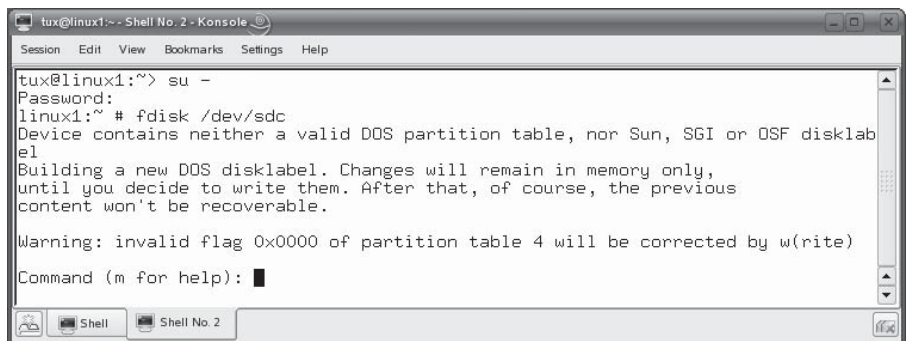 tux@linux1:~ - Shell No. 2 - Konsole
Session Edit View Bookmarks Settings Help
tux@linux1:~> su -
Password:
linux1:~ # fdisk /dev/sdc
Device contains neither a valid DOS partition table, nor Sun, SGI or OSF disklab
el
Building a new DOS disklabel. Changes will remain in memory only,
until you decide to write them. After that, of course, the previous
content won't be recoverable.
Warning: invalid flag 0x0000 of partition table 4 will be corrected by w(rite)
Command (m for help):
Shell Shell No. 2